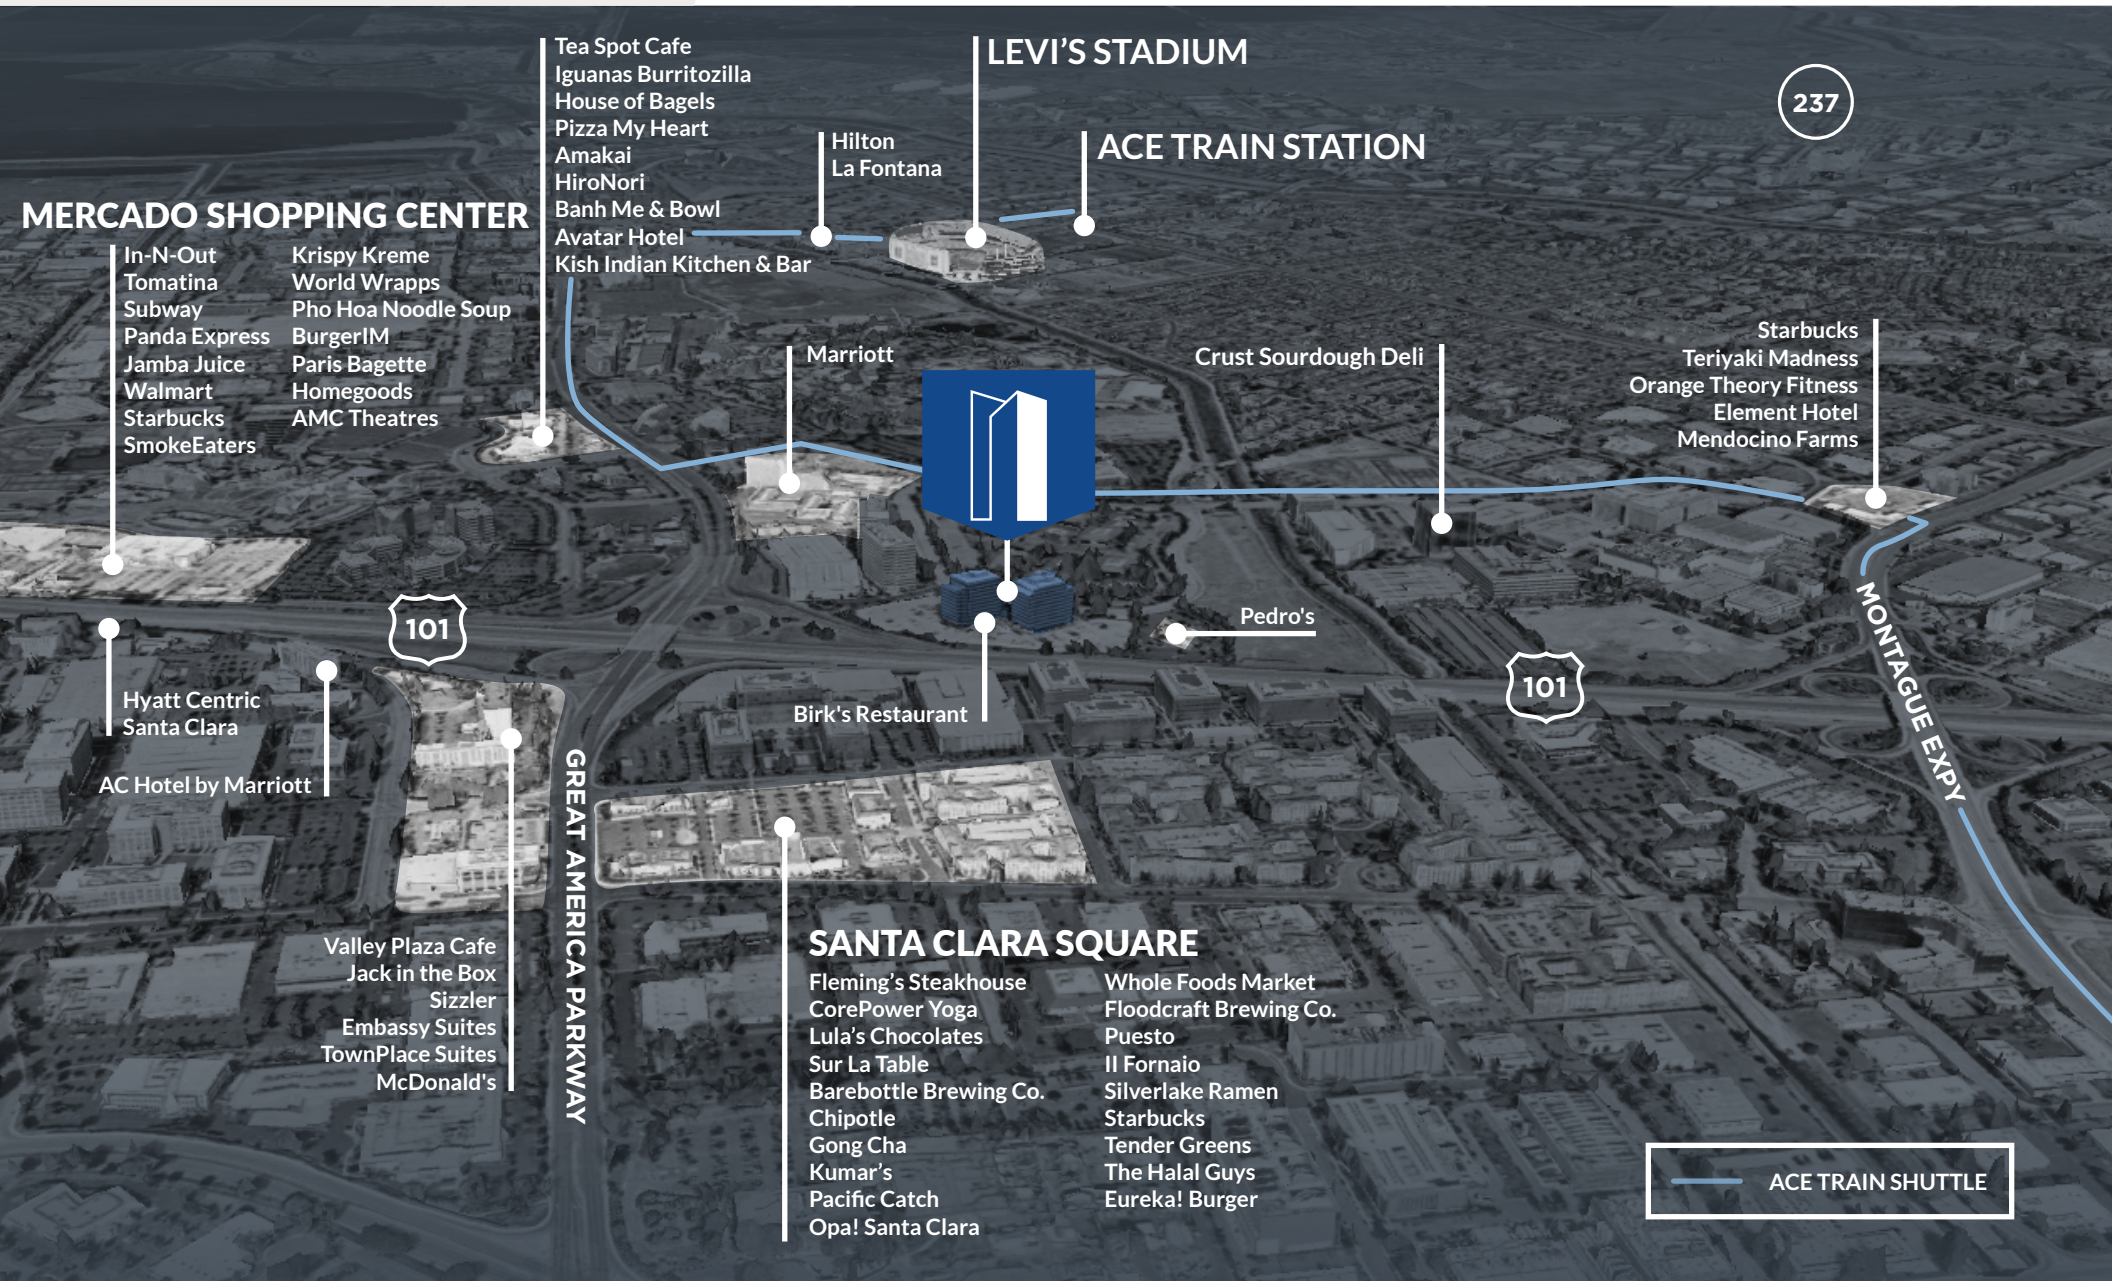 Tea Spot Cafe
Iguanas Burritozilla
House of Bagels
Pizza My Heart
Amakai
HiroNori
Banh Me & Bowl
Avatar Hotel
Kish Indian Kitchen & Bar
LEVI'S STADIUM
237
Hilton
La Fontana
ACE TRAIN STATION
MERCADO SHOPPING CENTER
In-N-Out
Tomatina
Subway
Panda Express
Jamba Juice
Walmart
Starbucks
SmokeEaters
Krispy Kreme
World Wrapps
Pho Hoa Noodle Soup
BurgerIM
Paris Bagette
Homegoods
AMC Theatres
Marriott
Crust Sourdough Deli
Starbucks
Teriyaki Madness
Orange Theory Fitness
Element Hotel
Mendocino Farms
101
Pedro's
101
MONTAGUE EXPY
Hyatt Centric
Santa Clara
Birk's Restaurant
AC Hotel by Marriott
GREAT AMERICA PARKWAY
Valley Plaza Cafe
Jack in the Box
Sizzler
Embassy Suites
TownPlace Suites
McDonald's
SANTA CLARA SQUARE
Fleming's Steakhouse
CorePower Yoga
Lula's Chocolates
Sur La Table
Barebottle Brewing Co.
Chipotle
Gong Cha
Kumar's
Pacific Catch
Opa! Santa Clara
Whole Foods Market
Floodcraft Brewing Co.
Puesto
Il Fornaio
Silverlake Ramen
Starbucks
Tender Greens
The Halal Guys
Eureka! Burger
ACE TRAIN SHUTTLE